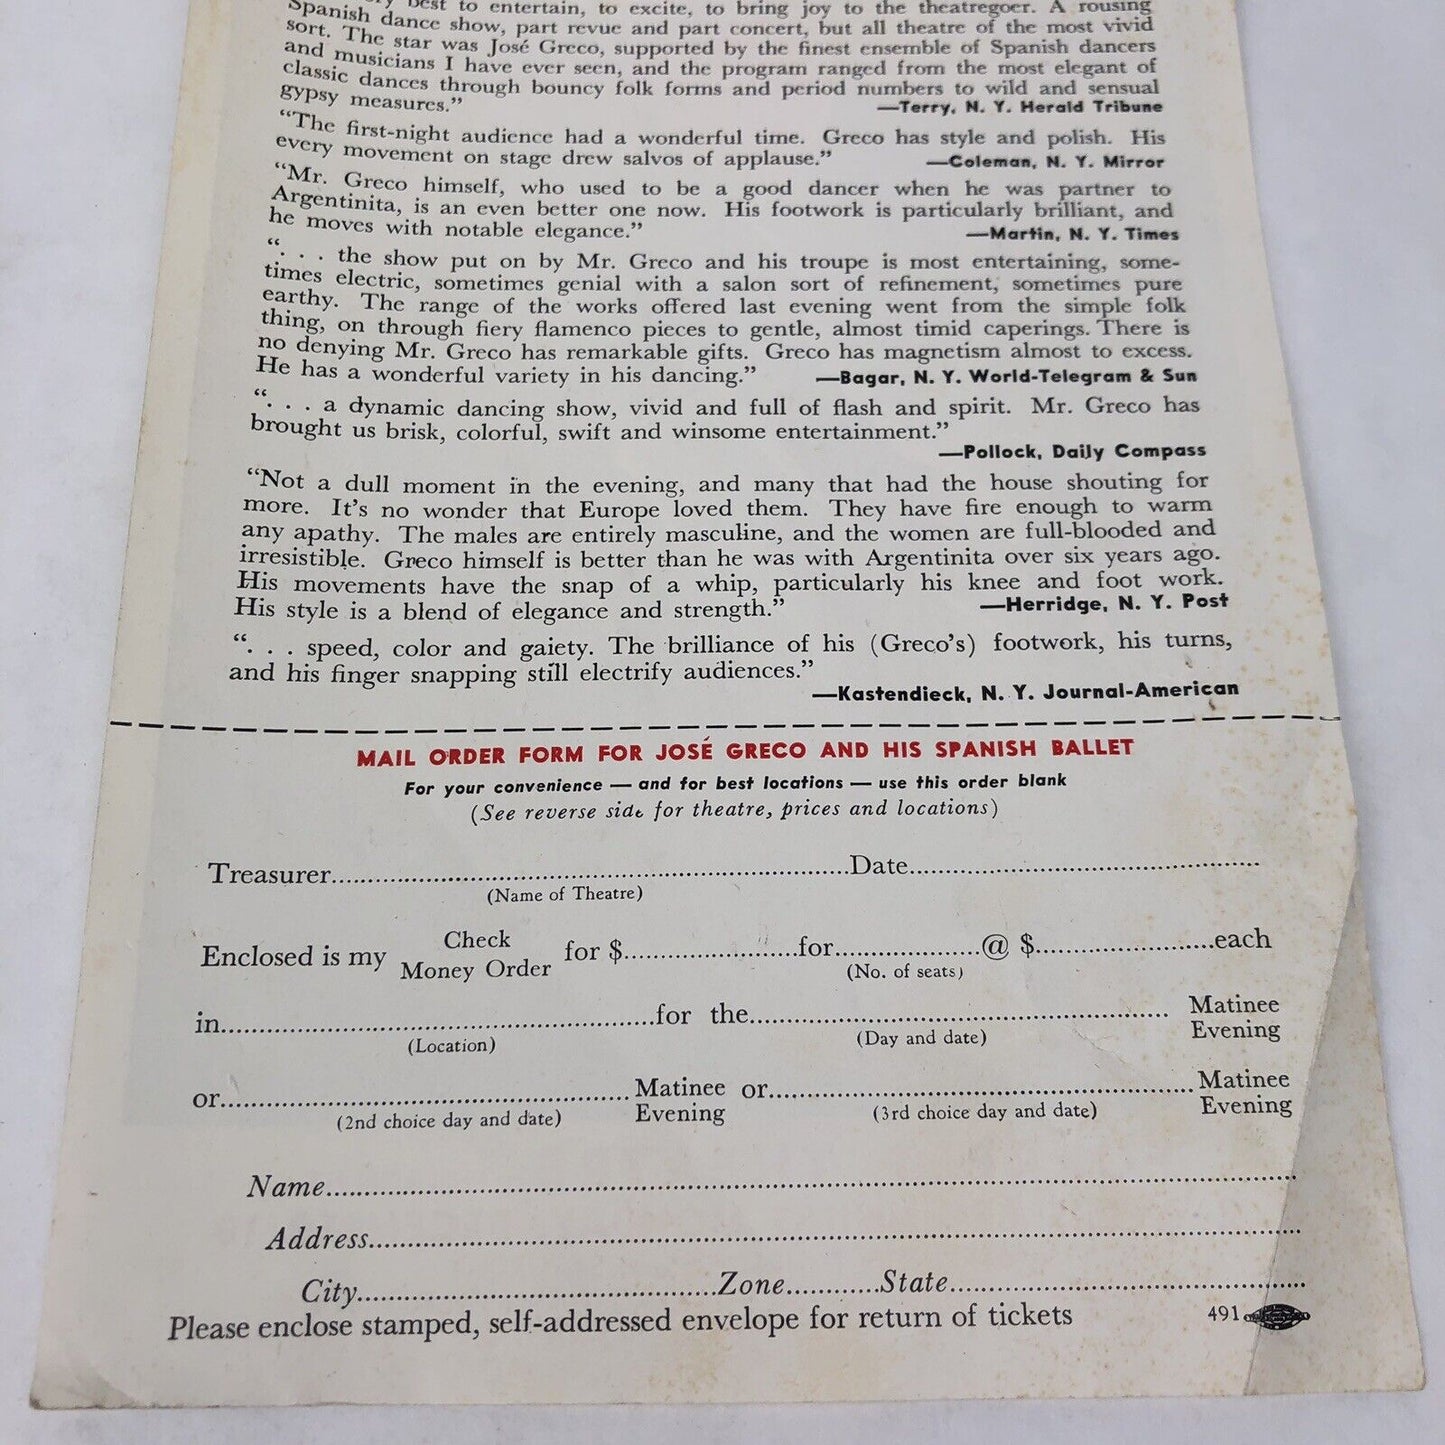 best to entertain, to excite, to bring joy to the theatregoer. A rousing
Spanish dance show, part revue and part concert, but all theatre of the most vivid
sort. The star was José Greco, supported by the finest ensemble of Spanish dancers
and musicians I have ever seen, and the program ranged from the most elegant of
classic dances through bouncy folk forms and period numbers to wild and sensual
gypsy measures.” —Terry, N. Y. Herald Tribune
“The first-night audience had a wonderful time. Greco has style and polish. His
every movement on stage drew salvos of applause.” —Coleman, N. Y. Mirror
“Mr. Greco himself, who used to be a good dancer when he was partner to
Argentinita, is an even better one now. His footwork is particularly brilliant, and
he moves with notable elegance.” —Martin, N. Y. Times
“. . . the show put on by Mr. Greco and his troupe is most entertaining, some-
times electric, sometimes genial with a salon sort of refinement, sometimes pure
earthy. The range of the works offered last evening went from the simple folk
thing, on through fiery flamenco pieces to gentle, almost timid caperings. There is
no denying Mr. Greco has remarkable gifts. Greco has magnetism almost to excess.
He has a wonderful variety in his dancing.” —Bagar, N. Y. World-Telegram & Sun
“. . . a dynamic dancing show, vivid and full of flash and spirit. Mr. Greco has
brought us brisk, colorful, swift and winsome entertainment.”
—Pollock, Daily Compass
“Not a dull moment in the evening, and many that had the house shouting for
more. It’s no wonder that Europe loved them. They have fire enough to warm
any apathy. The males are entirely masculine, and the women are full-blooded and
irresistible. Greco himself is better than he was with Argentinita over six years ago.
His movements have the snap of a whip, particularly his knee and foot work.
His style is a blend of elegance and strength.” —Herridge, N. Y. Post
“. . . speed, color and gaiety. The brilliance of his (Greco’s) footwork, his turns,
and his finger snapping still electrify audiences.”
—Kastendieck, N. Y. Journal-American
MAIL ORDER FORM FOR JOSÉ GRECO AND HIS SPANISH BALLET
For your convenience — and for best locations — use this order blank
(See reverse side for theatre, prices and locations)
Treasurer..........Date..........
(Name of Theatre)
Enclosed is my Check Money Order for $..........for..........@ $..........each
(No. of seats)
in..........for the.......... Matinee Evening
(Location) (Day and date)
or.......... Matinee Evening or.......... Matinee Evening
(2nd choice day and date) (3rd choice day and date)
Name..........
Address..........
City..........Zone..........State..........
Please enclose stamped, self-addressed envelope for return of tickets 491